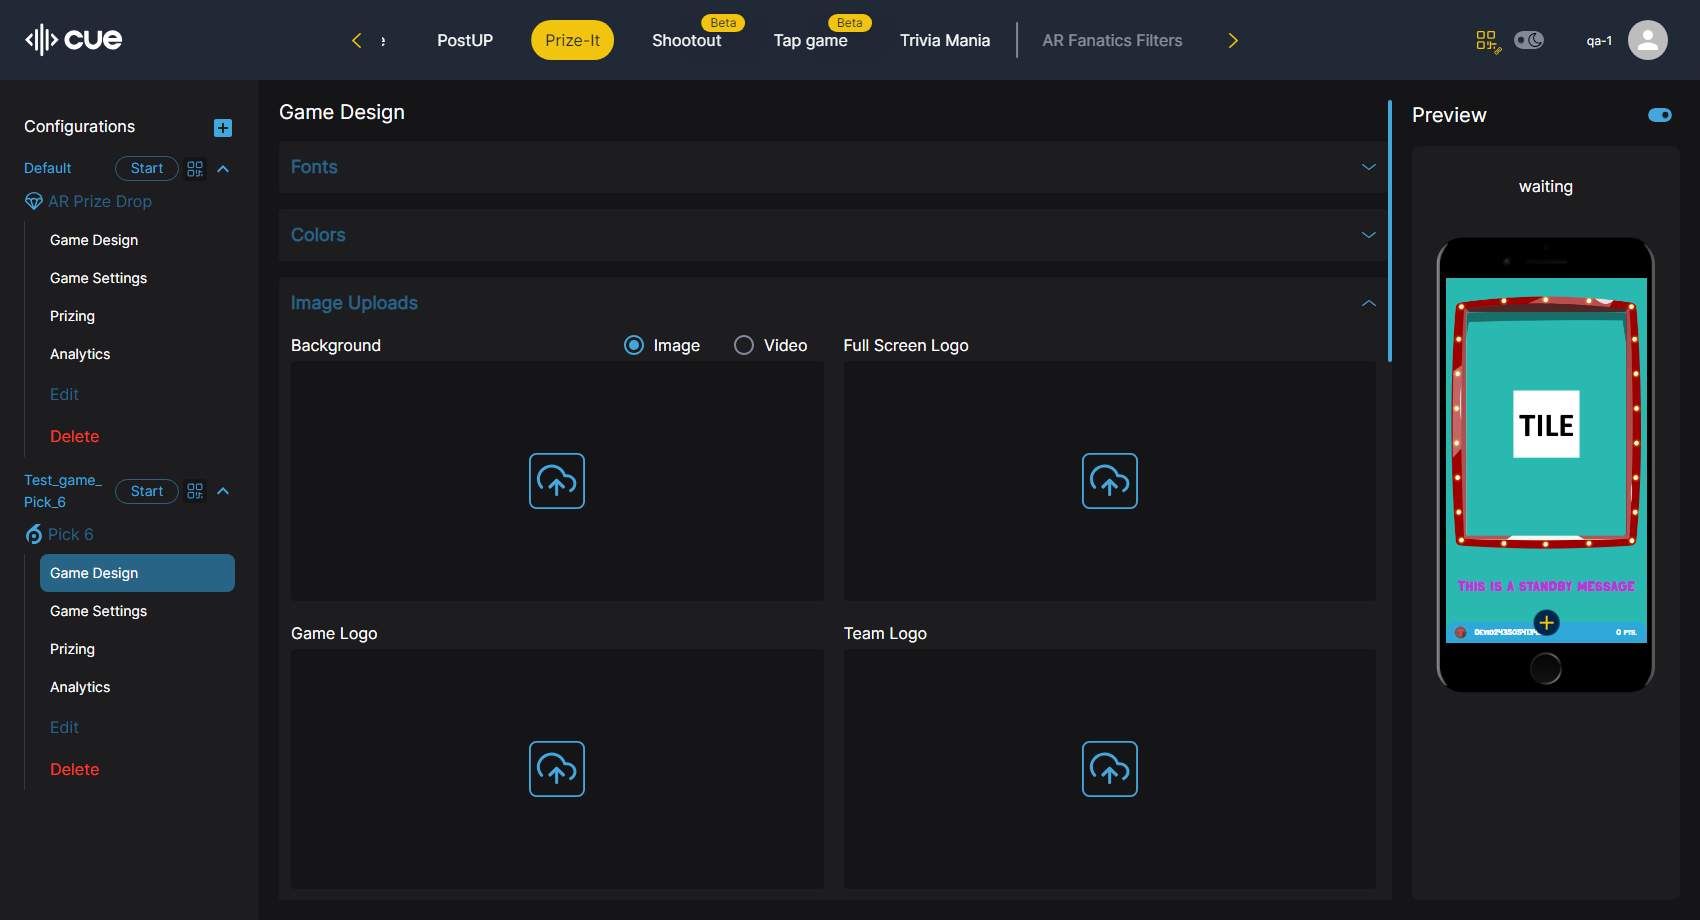 cue
PostUP
Prize-It
Shootout
Beta
Tap game
Beta
Trivia Mania
AR Fanatics Filters
qa-1
Configurations
Default
Start
AR Prize Drop
Game Design
Game Settings
Prizing
Analytics
Edit
Delete
Test_game_
Pick_6
Start
Pick 6
Game Design
Game Settings
Prizing
Analytics
Edit
Delete
Game Design
Fonts
Colors
Image Uploads
Background
Image
Video
Full Screen Logo
Game Logo
Team Logo
Preview
waiting
TILE
THIS IS A STANDBY MESSAGE
0 PTS.